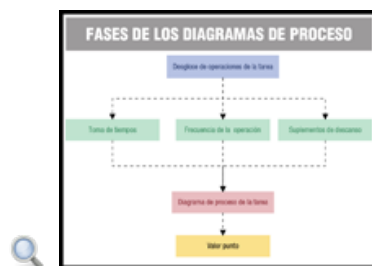 FASES DE LOS DIAGRAMAS DE PROCESO
Desglose de operaciones de la tarea
Toma de tiempos
Frecuencia de la operación
Suplementos de descanso
Diagrama de proceso de la tarea
Valor punto